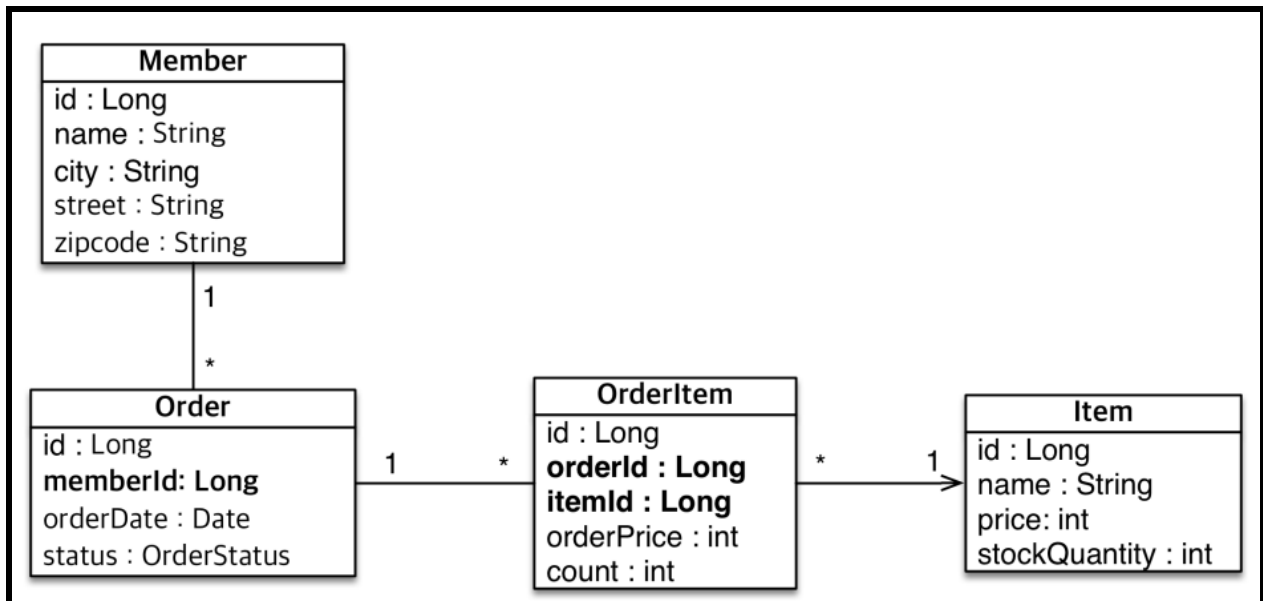 Member
id : Long
name : String
city : String
street : String
zipcode : String
1
*
Order
id : Long
memberId: Long
orderDate : Date
status : OrderStatus
1
*
OrderItem
id : Long
orderId : Long
itemId : Long
orderPrice : int
count : int
*
1
Item
id : Long
name : String
price: int
stockQuantity : int